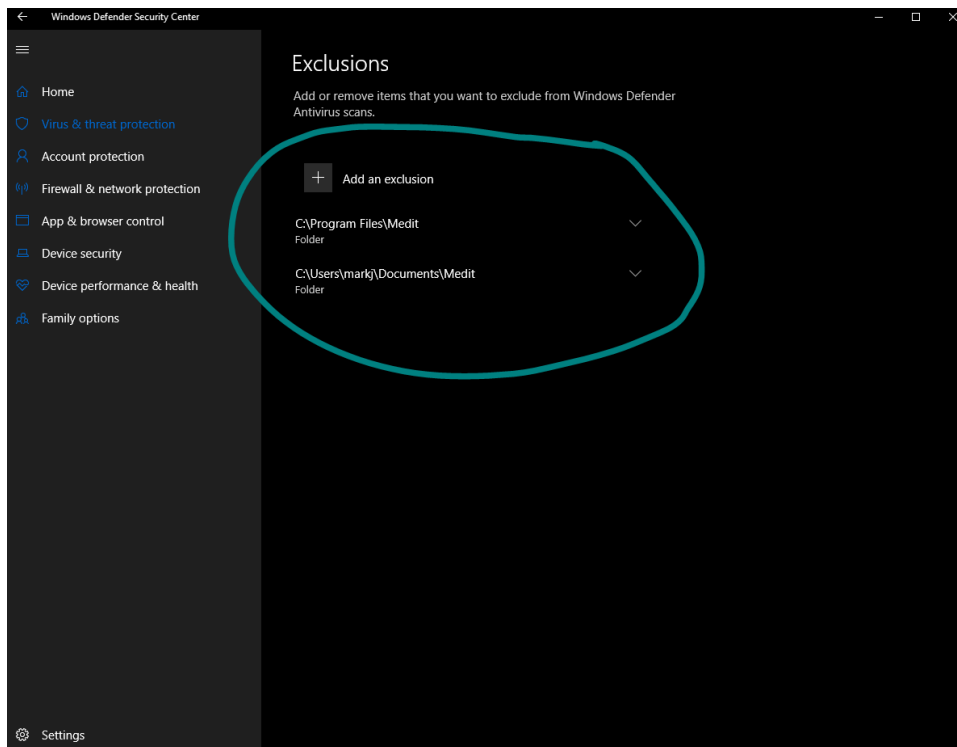 Windows Defender Security Center
Home
Virus & threat protection
Account protection
Firewall & network protection
App & browser control
Device security
Device performance & health
Family options
Settings
Exclusions
Add or remove items that you want to exclude from Windows Defender
Antivirus scans.
Add an exclusion
C:\Program Files\Medit
Folder
C:\Users\markj\Documents\Medit
Folder